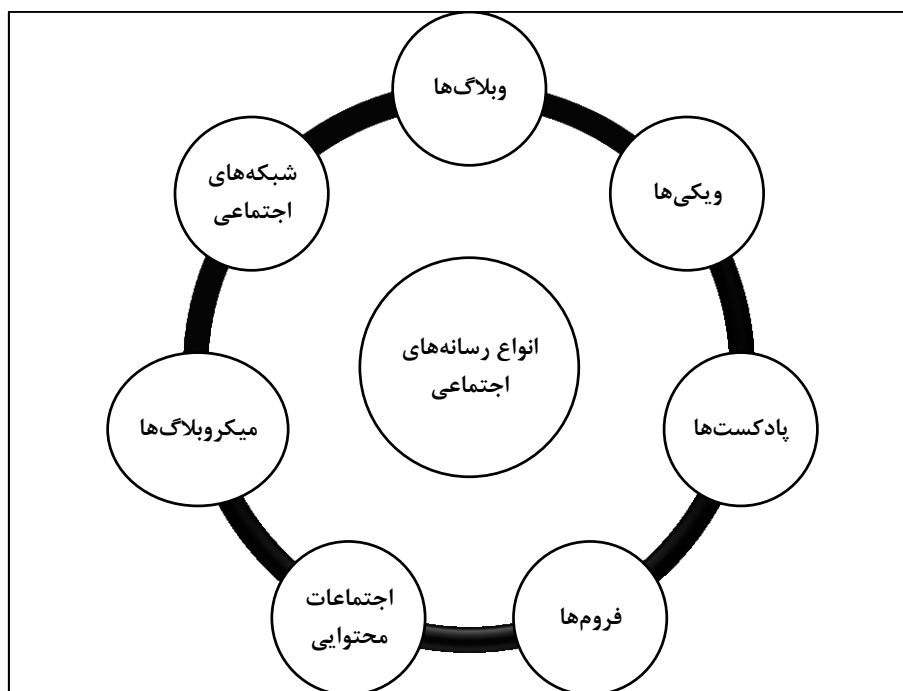 وبلاگ‌ها
ویکی‌ها
پادکست‌ها
فروم‌ها
اجتماعات
محتوایی
میکروبلاگ‌ها
شبکه‌های
اجتماعی
انواع رسانه‌های
اجتماعی